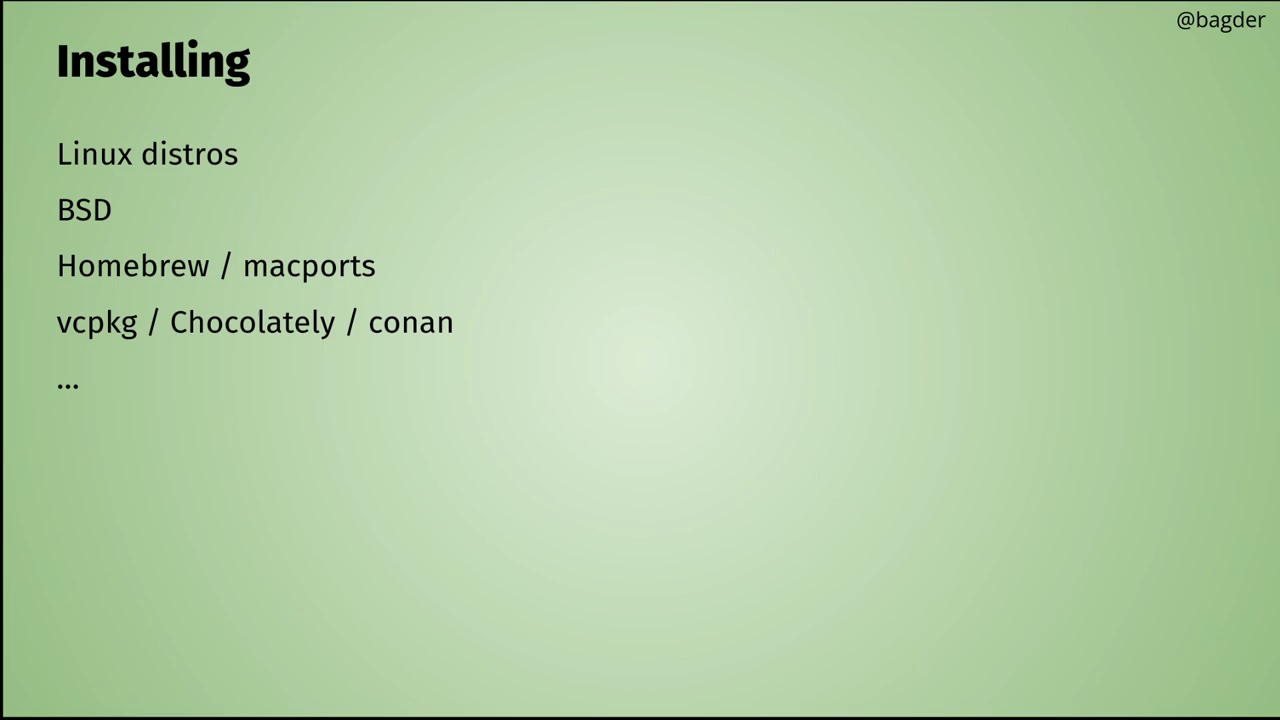 @bagder
Installing
Linux distros
BSD
Homebrew / macports
vcpkg / Chocolately / conan
...